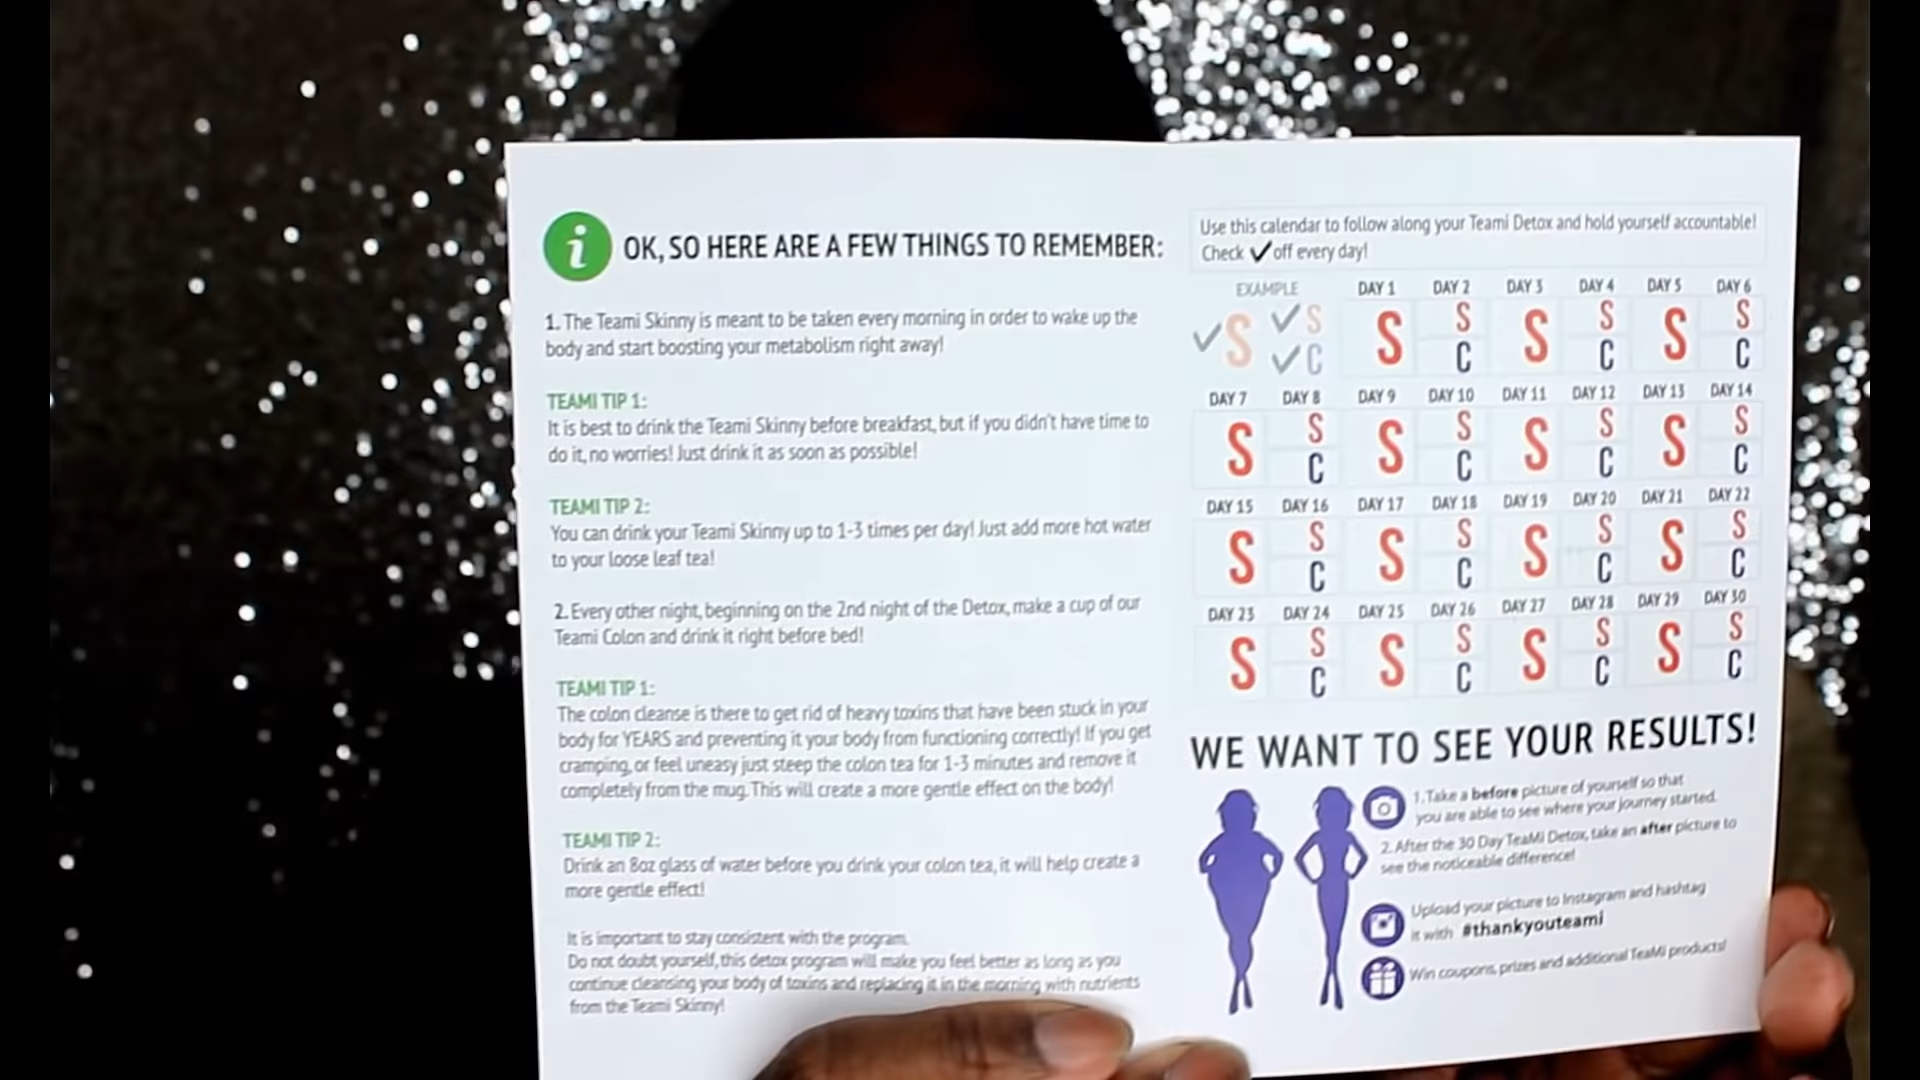 i
OK, SO HERE ARE A FEW THINGS TO REMEMBER:
1. The Teami Skinny is meant to be taken every morning in order to wake up the
body and start boosting your metabolism right away!
TEAMI TIP 1:
It is best to drink the Teami Skinny before breakfast, but if you didn't have time to
do it, no worries! Just drink it as soon as possible!
TEAMI TIP 2:
You can drink your Teami Skinny up to 1-3 times per day! Just add more hot water
to your loose leaf tea!
2. Every other night, beginning on the 2nd night of the Detox, make a cup of our
Teami Colon and drink it right before bed!
TEAMI TIP 1:
The colon cleanse is there to get rid of heavy toxins that have been stuck in your
body for YEARS and preventing it your body from functioning correctly! If you get
cramping, or feel uneasy just steep the colon tea for 1-3 minutes and remove it
completely from the mug. This will create a more gentle effect on the body!
TEAMI TIP 2:
Drink an 8oz glass of water before you drink your colon tea, it will help create a
more gentle effect!
It is important to stay consistent with the program.
Do not doubt yourself, this detox program will make you feel better as long as you
continue cleansing your body of toxins and replacing it in the morning with nutrients
from the Teami Skinny!
Use this calendar to follow along your Teami Detox and hold yourself accountable!
Check ✓ off every day!
EXAMPLE DAY 1 DAY 2 DAY 3 DAY 4 DAY 5 DAY 6
✓S ✓S S S S S S S
✓C C C C
DAY 7 DAY 8 DAY 9 DAY 10 DAY 11 DAY 12 DAY 13 DAY 14
S S S S S S S S
C C C C
DAY 15 DAY 16 DAY 17 DAY 18 DAY 19 DAY 20 DAY 21 DAY 22
S S S S S S S S
C C C C
DAY 23 DAY 24 DAY 25 DAY 26 DAY 27 DAY 28 DAY 29 DAY 30
S S S S S S S S
C C C C
WE WANT TO SEE YOUR RESULTS!
1. Take a before picture of yourself so that
you are able to see where your journey started.
2. After the 30 Day TeaMi Detox, take an after picture to
see the noticeable difference!
Upload your picture to Instagram and hashtag
it with #thankyouteami
Win coupons, prizes and additional TeaMi products!